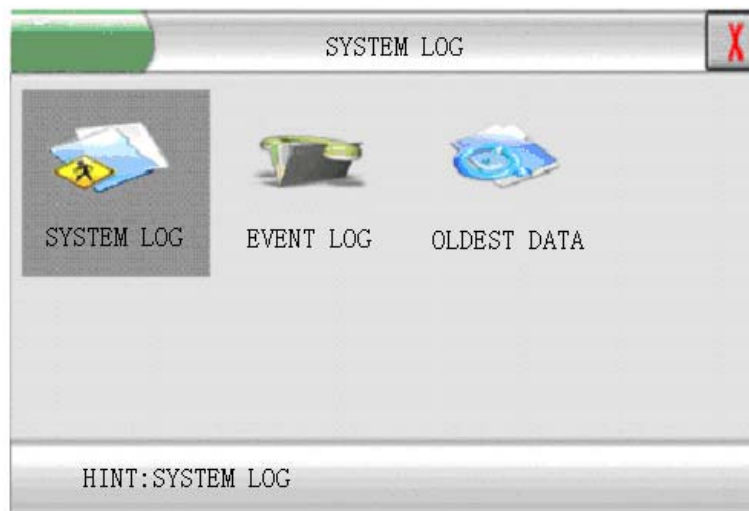 SYSTEM LOG
X
SYSTEM LOG
EVENT LOG
OLDEST DATA
HINT:SYSTEM LOG